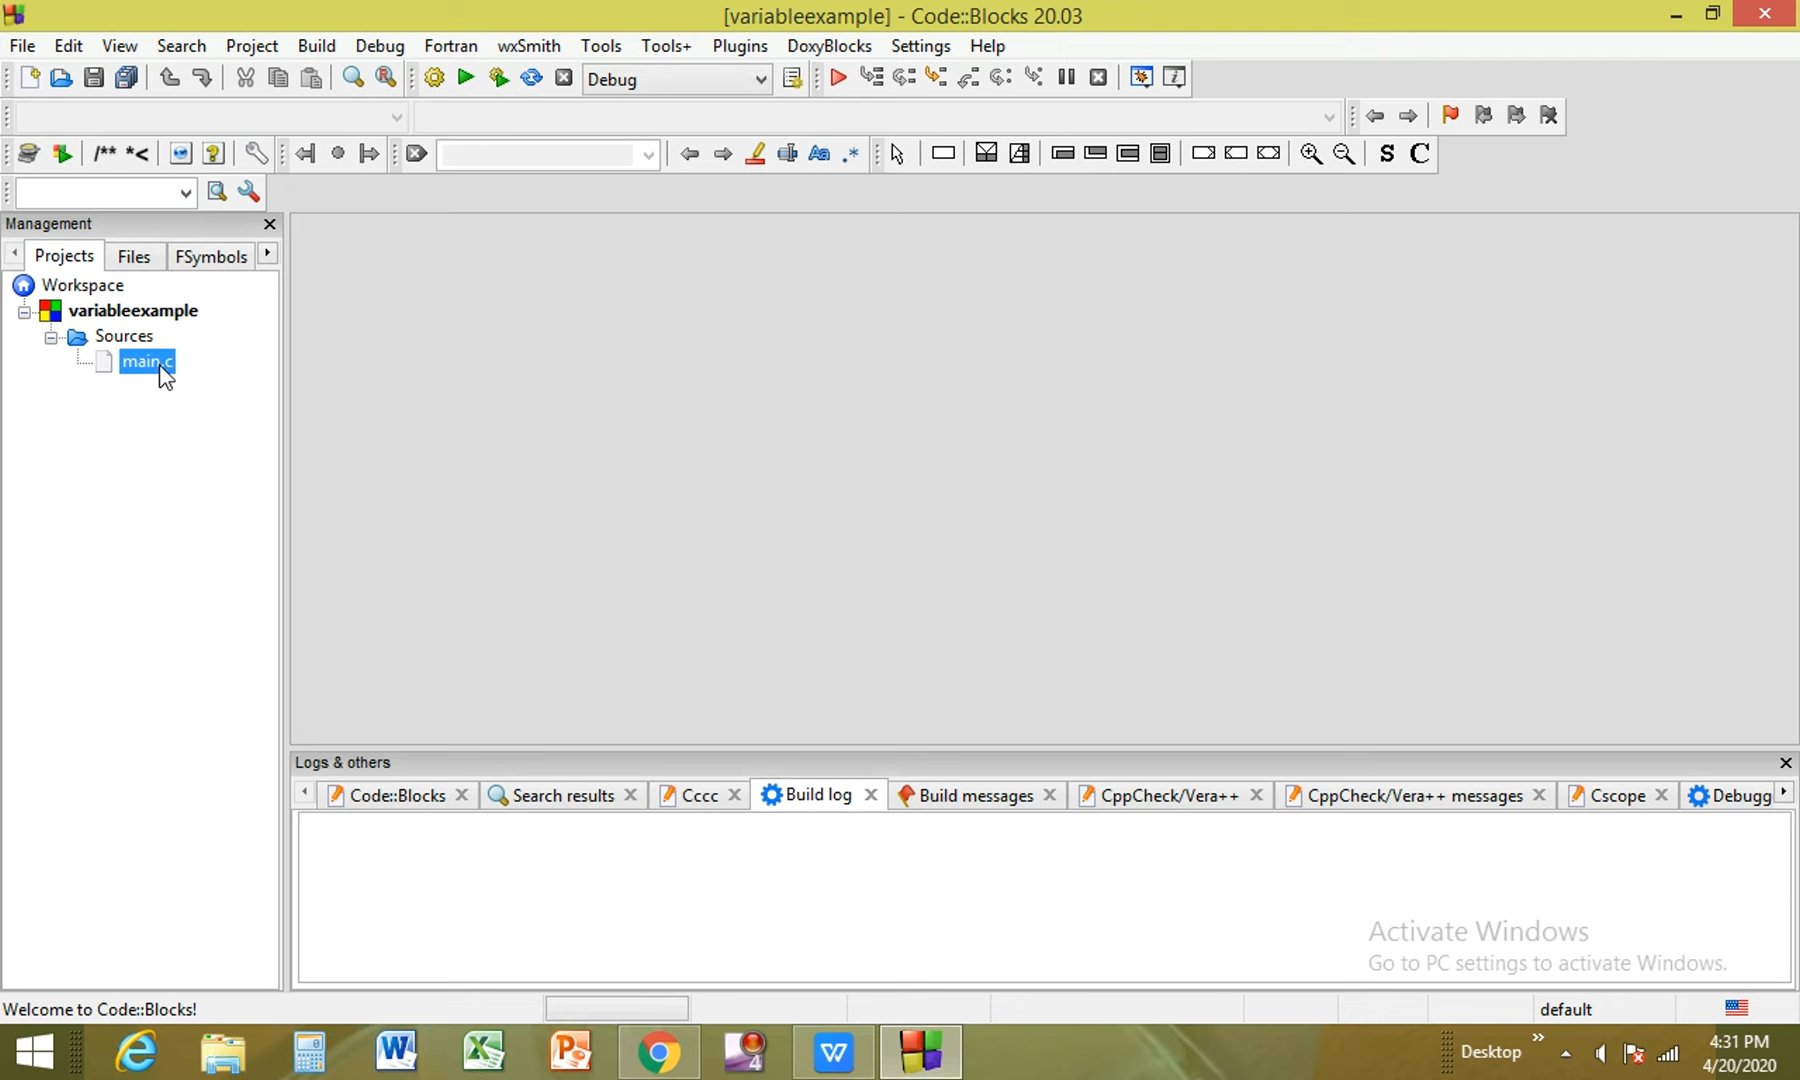 [variableexample] - Code::Blocks 20.03
File Edit View Search Project Build Debug Fortran wxSmith Tools Tools+ Plugins DoxyBlocks Settings Help
Debug
/** *<
Aa .*
S C
Management
Projects Files FSymbols
Workspace
variableexample
Sources
main.c
Logs & others
Code::Blocks Search results Cccc Build log Build messages CppCheck/Vera++ CppCheck/Vera++ messages Cscope Debugg
Activate Windows
Go to PC settings to activate Windows.
Welcome to Code::Blocks! default
Desktop
4:31 PM
4/20/2020